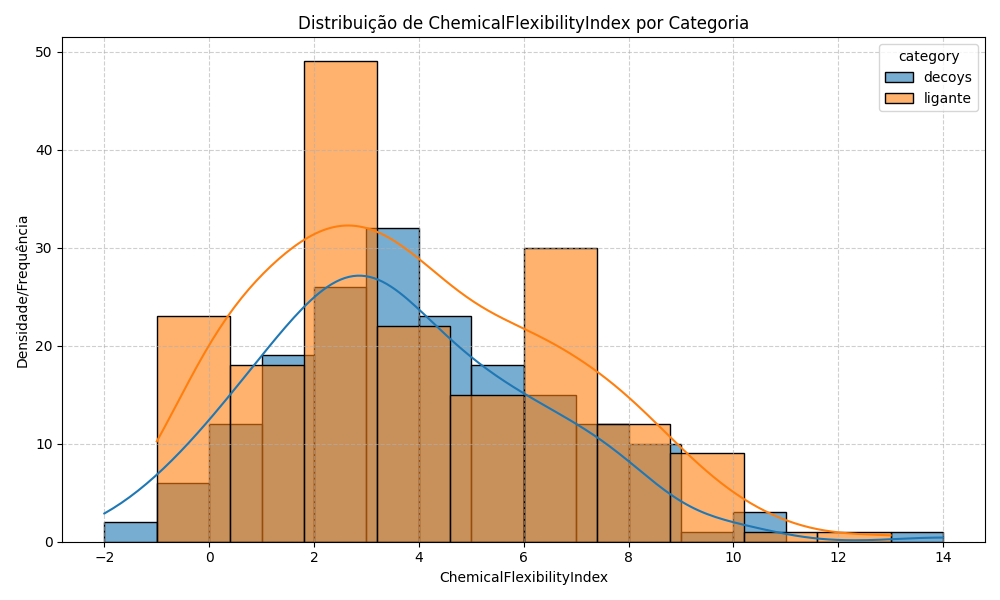 Distribuição de ChemicalFlexibilityIndex por Categoria
category
decoys
ligante
Densidade/Frequência
50
40
30
20
10
0
−2 0 2 4 6 8 10 12 14
ChemicalFlexibilityIndex